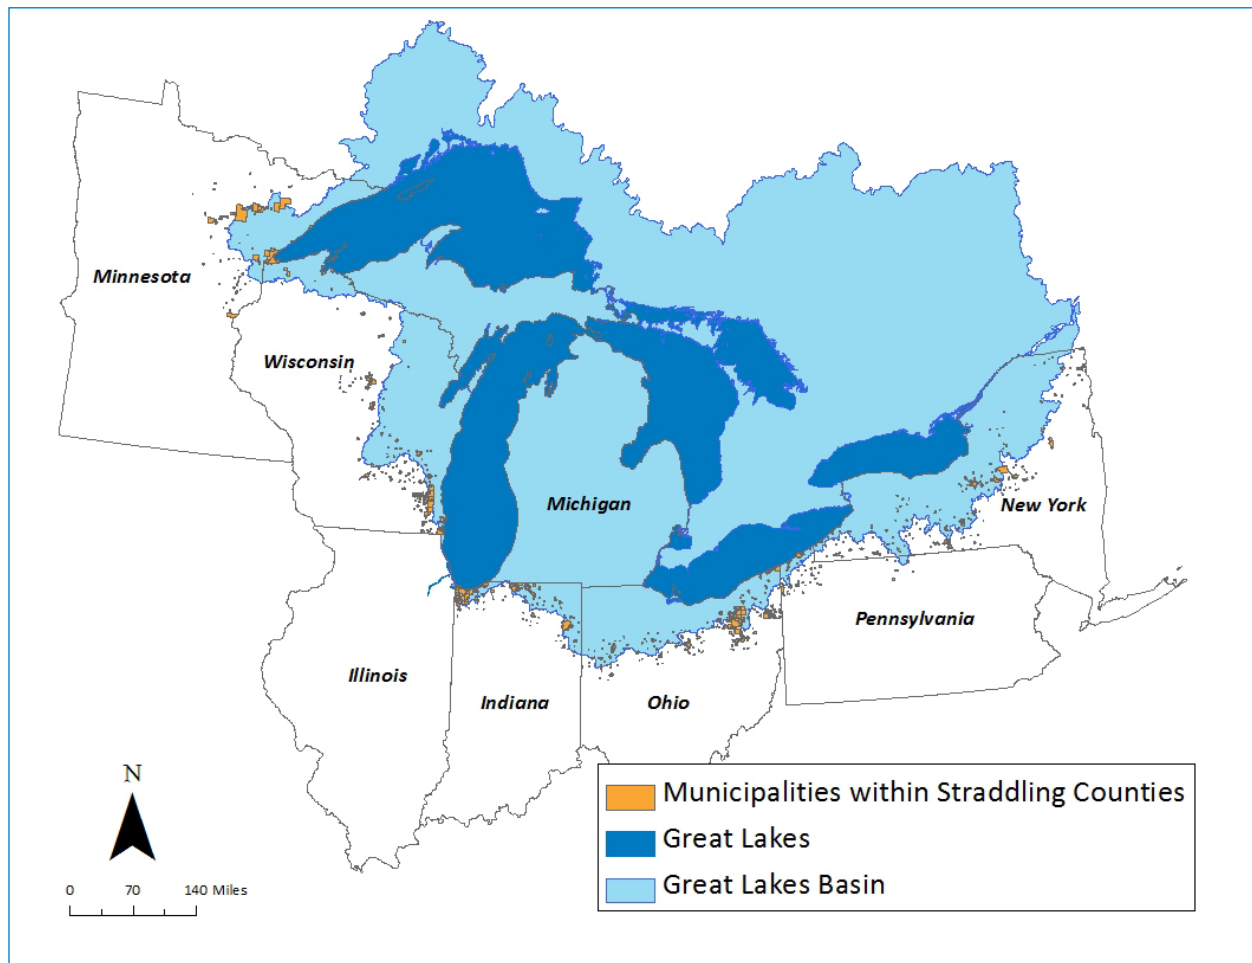 Minnesota
Wisconsin
Michigan
New York
Pennsylvania
Illinois
Indiana
Ohio
N
0 70 140 Miles
Municipalities within Straddling Counties
Great Lakes
Great Lakes Basin